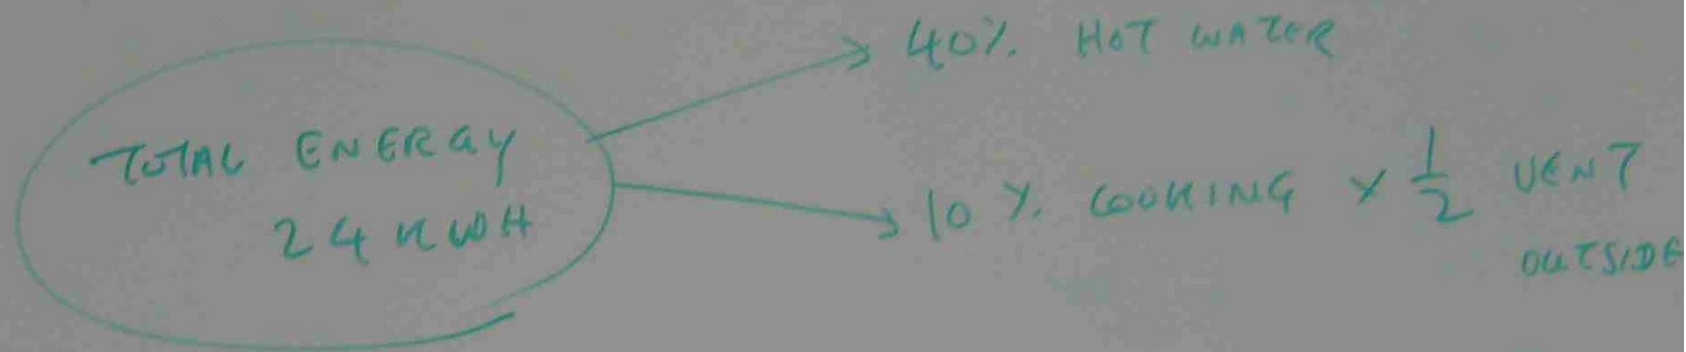 40% HOT WATER
TOTAL ENERGY
24 KWH
10% COOKING × 1/2 VENT
OUTSIDE